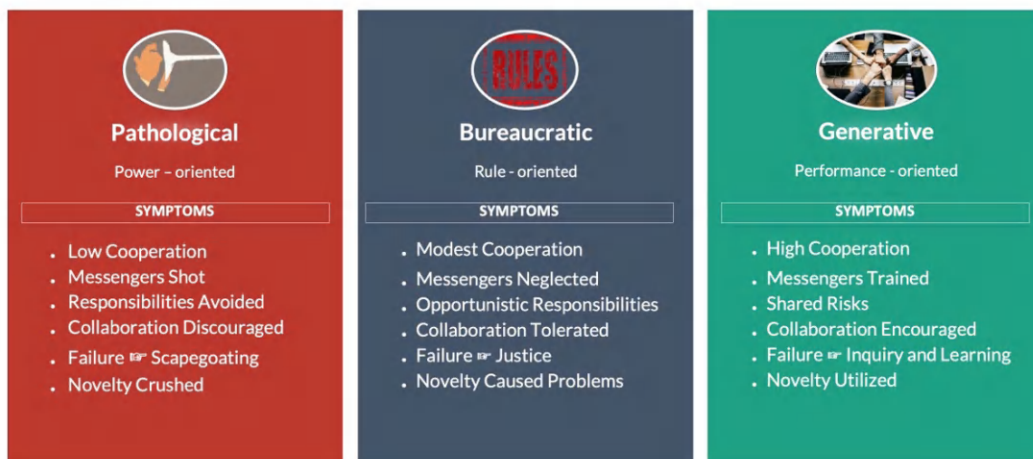 Pathological
Power – oriented
SYMPTOMS
• Low Cooperation
• Messengers Shot
• Responsibilities Avoided
• Collaboration Discouraged
• Failure ☞ Scapegoating
• Novelty Crushed
RULES
Bureaucratic
Rule - oriented
SYMPTOMS
• Modest Cooperation
• Messengers Neglected
• Opportunistic Responsibilities
• Collaboration Tolerated
• Failure ☞ Justice
• Novelty Caused Problems
Generative
Performance - oriented
SYMPTOMS
• High Cooperation
• Messengers Trained
• Shared Risks
• Collaboration Encouraged
• Failure ☞ Inquiry and Learning
• Novelty Utilized